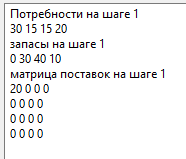 Потребности на шаге 1
30 15 15 20
запасы на шаге 1
0 30 40 10
матрица поставок на шаге 1
20 0 0 0
0 0 0 0
0 0 0 0
0 0 0 0